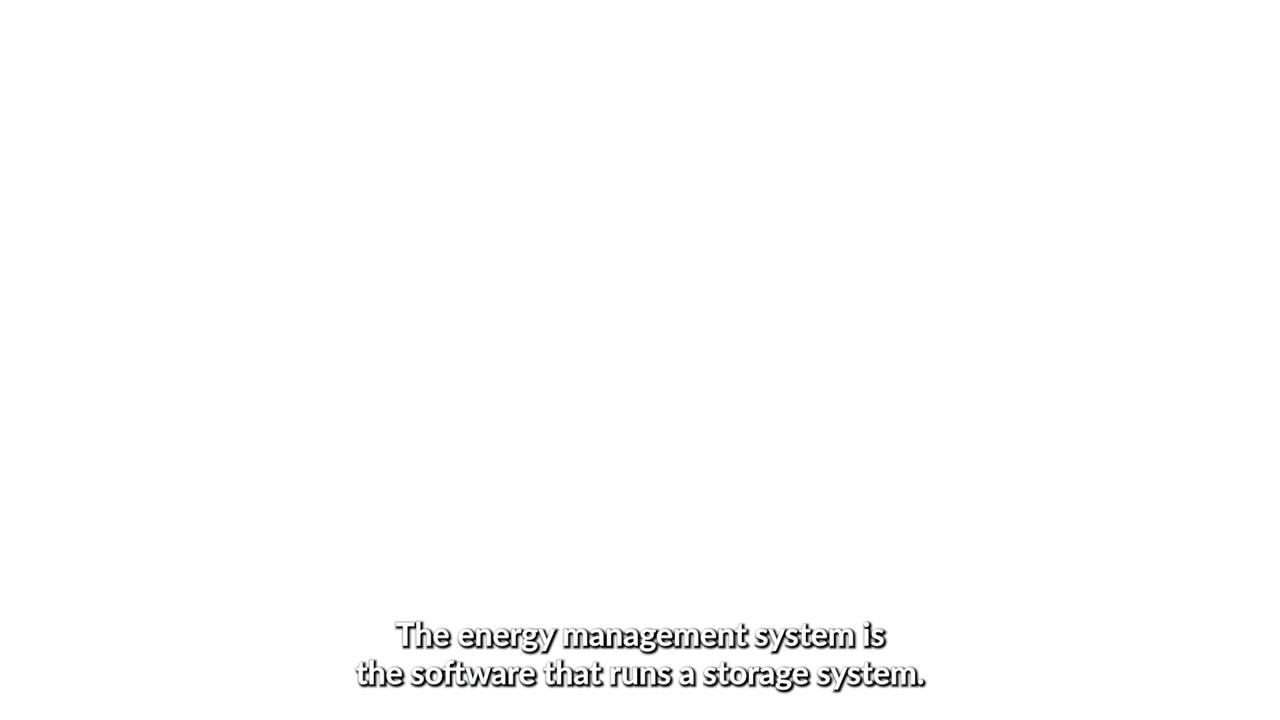 The energy management system is
the software that runs a storage system.